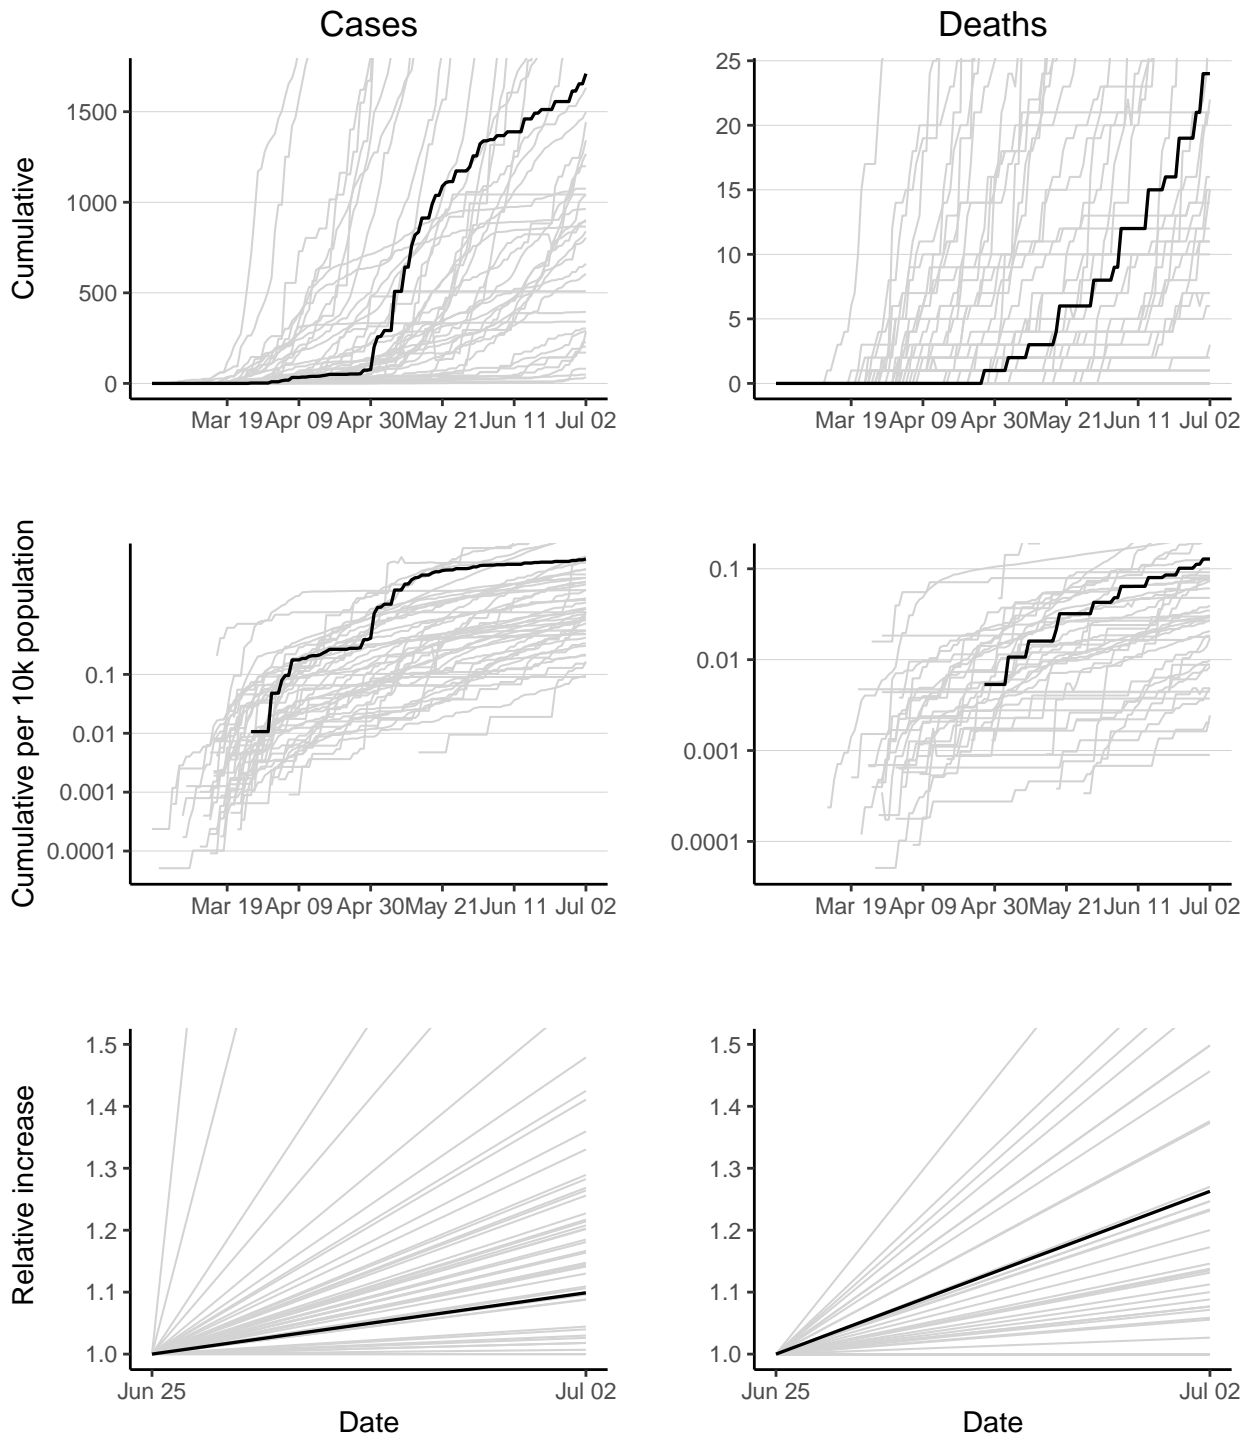 Cases
Deaths
Cumulative
1500
1000
500
0
Mar 19 Apr 09 Apr 30 May 21 Jun 11 Jul 02
25
20
15
10
5
0
Mar 19 Apr 09 Apr 30 May 21 Jun 11 Jul 02
Cumulative per 10k population
0.1
0.01
0.001
0.0001
Mar 19 Apr 09 Apr 30 May 21 Jun 11 Jul 02
0.1
0.01
0.001
0.0001
Mar 19 Apr 09 Apr 30 May 21 Jun 11 Jul 02
Relative increase
1.5
1.4
1.3
1.2
1.1
1.0
Jun 25 Jul 02
Date
1.5
1.4
1.3
1.2
1.1
1.0
Jun 25 Jul 02
Date